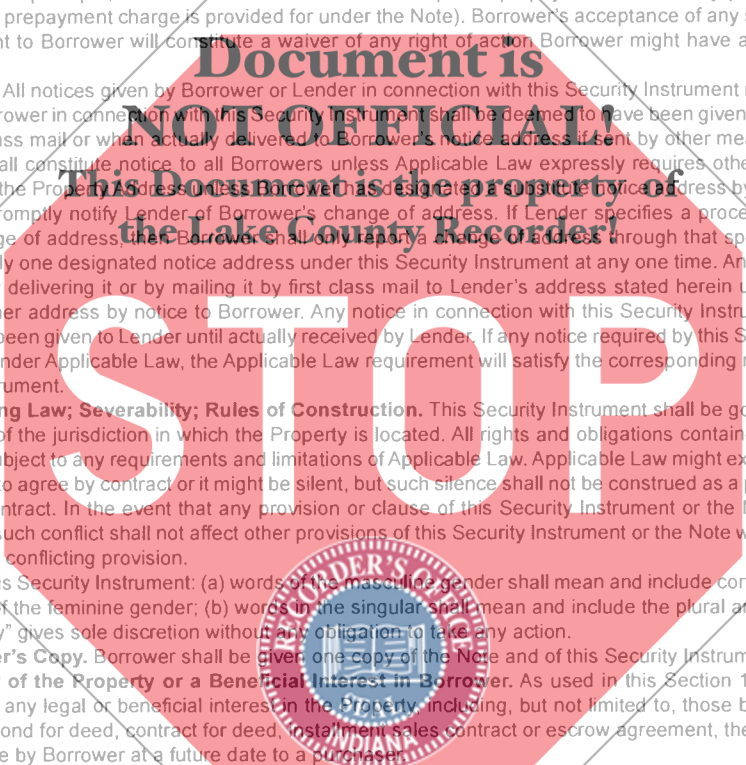 prepayment charge is provided for under the Note). Borrower's acceptance of any
nt to Borrower will constitute a waiver of any right of action Borrower might have a
Document is
All notices given by Borrower or Lender in connection with this Security Instrument
rower in connection with this Security Instrument shall be deemed to have been given
NOT OFFICIAL!
ass mail or when actually delivered to Borrower's notice address if sent by other me
all constitute notice to all Borrowers unless Applicable Law expressly requires othe
This Document is the property of
the Property Address unless Borrower has designated a substitute notice address by
romptly notify Lender of Borrower's change of address. If Lender specifies a proce
the Lake County Recorder!
ge of address, then Borrower shall only report a change of address through that sp
ly one designated notice address under this Security Instrument at any one time. An
delivering it or by mailing it by first class mail to Lender's address stated herein u
her address by notice to Borrower. Any notice in connection with this Security Instru
been given to Lender until actually received by Lender. If any notice required by this S
nder Applicable Law, the Applicable Law requirement will satisfy the corresponding
rument.
STOP
ng Law; Severability; Rules of Construction. This Security Instrument shall be go
of the jurisdiction in which the Property is located. All rights and obligations contain
ubject to any requirements and limitations of Applicable Law. Applicable Law might ex
to agree by contract or it might be silent, but such silence shall not be construed as a p
ntract. In the event that any provision or clause of this Security Instrument or the
such conflict shall not affect other provisions of this Security Instrument or the Note w
conflicting provision.
is Security Instrument: (a) words of the masculine gender shall mean and include cor
of the feminine gender; (b) words in the singular shall mean and include the plural an
y” gives sole discretion without any obligation to take any action.
er's Copy. Borrower shall be given one copy of the Note and of this Security Instrum
of the Property or a Beneficial Interest in Borrower. As used in this Section 1
any legal or beneficial interest in the Property, including, but not limited to, those b
ond for deed, contract for deed, installment sales contract or escrow agreement, the
e by Borrower at a future date to a purchaser.
RECORDER'S OFFICE
INDIANA